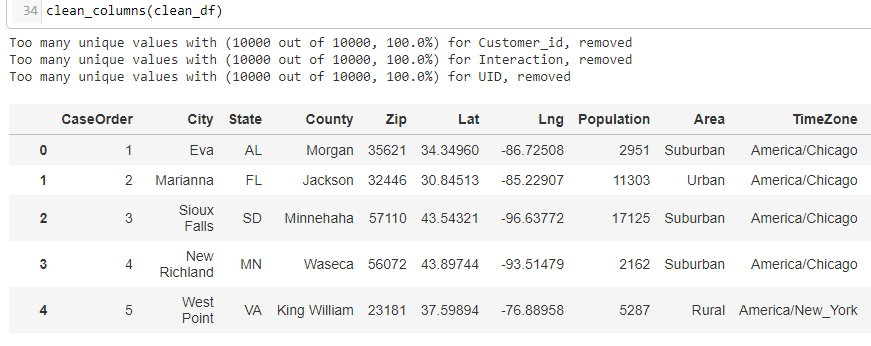 34 clean_columns(clean_df)
Too many unique values with (10000 out of 10000, 100.0%) for Customer_id, removed
Too many unique values with (10000 out of 10000, 100.0%) for Interaction, removed
Too many unique values with (10000 out of 10000, 100.0%) for UID, removed
CaseOrder City State County Zip Lat Lng Population Area TimeZone
0 1 Eva AL Morgan 35621 34.34960 -86.72508 2951 Suburban America/Chicago
1 2 Marianna FL Jackson 32446 30.84513 -85.22907 11303 Urban America/Chicago
2 3 Sioux Falls SD Minnehaha 57110 43.54321 -96.63772 17125 Suburban America/Chicago
3 4 New Richland MN Waseca 56072 43.89744 -93.51479 2162 Suburban America/Chicago
4 5 West Point VA King William 23181 37.59894 -76.88958 5287 Rural America/New_York